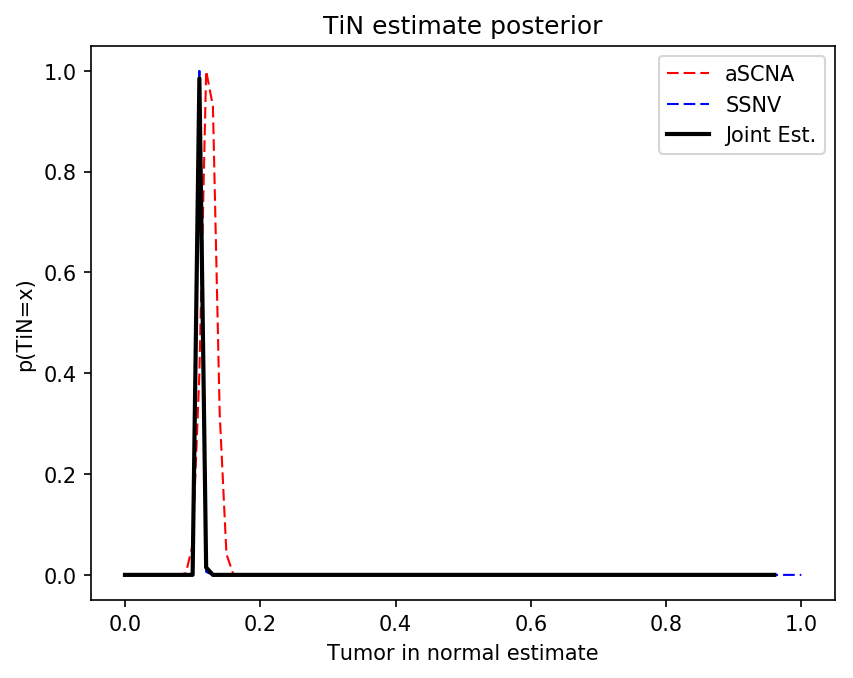 TiN estimate posterior
aSCNA
SSNV
Joint Est.
p(TiN=x)
1.0
0.8
0.6
0.4
0.2
0.0
0.0 0.2 0.4 0.6 0.8 1.0
Tumor in normal estimate